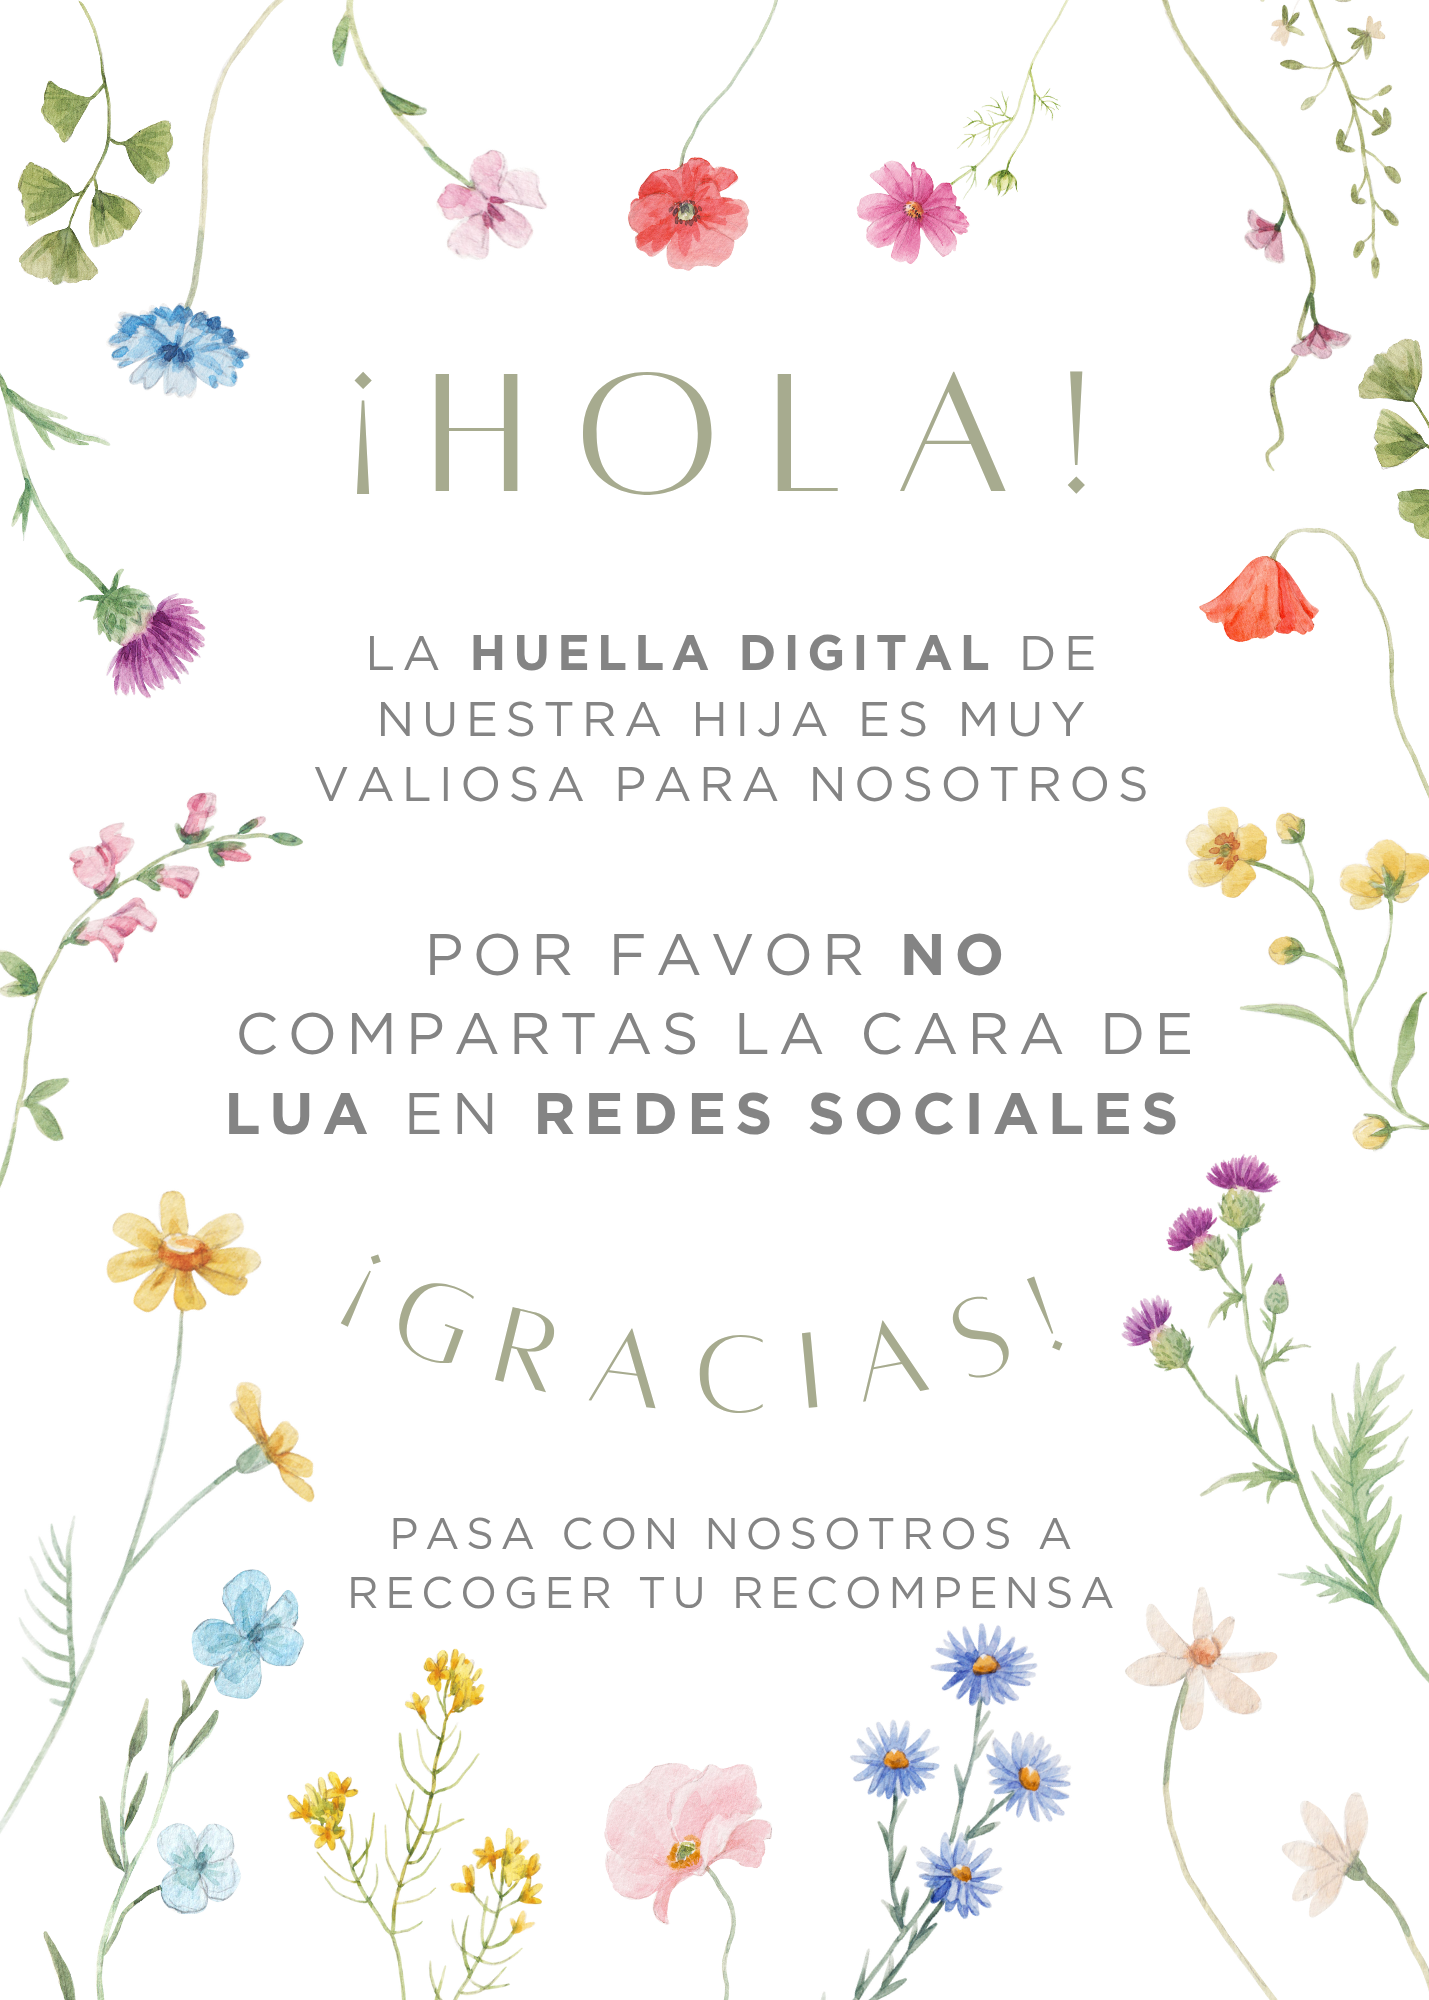 ¡HOLA!
LA HUELLA DIGITAL DE
NUESTRA HIJA ES MUY
VALIOSA PARA NOSOTROS
POR FAVOR NO
COMPARTAS LA CARA DE
LUA EN REDES SOCIALES
¡GRACIAS!
PASA CON NOSOTROS A
RECOGER TU RECOMPENSA